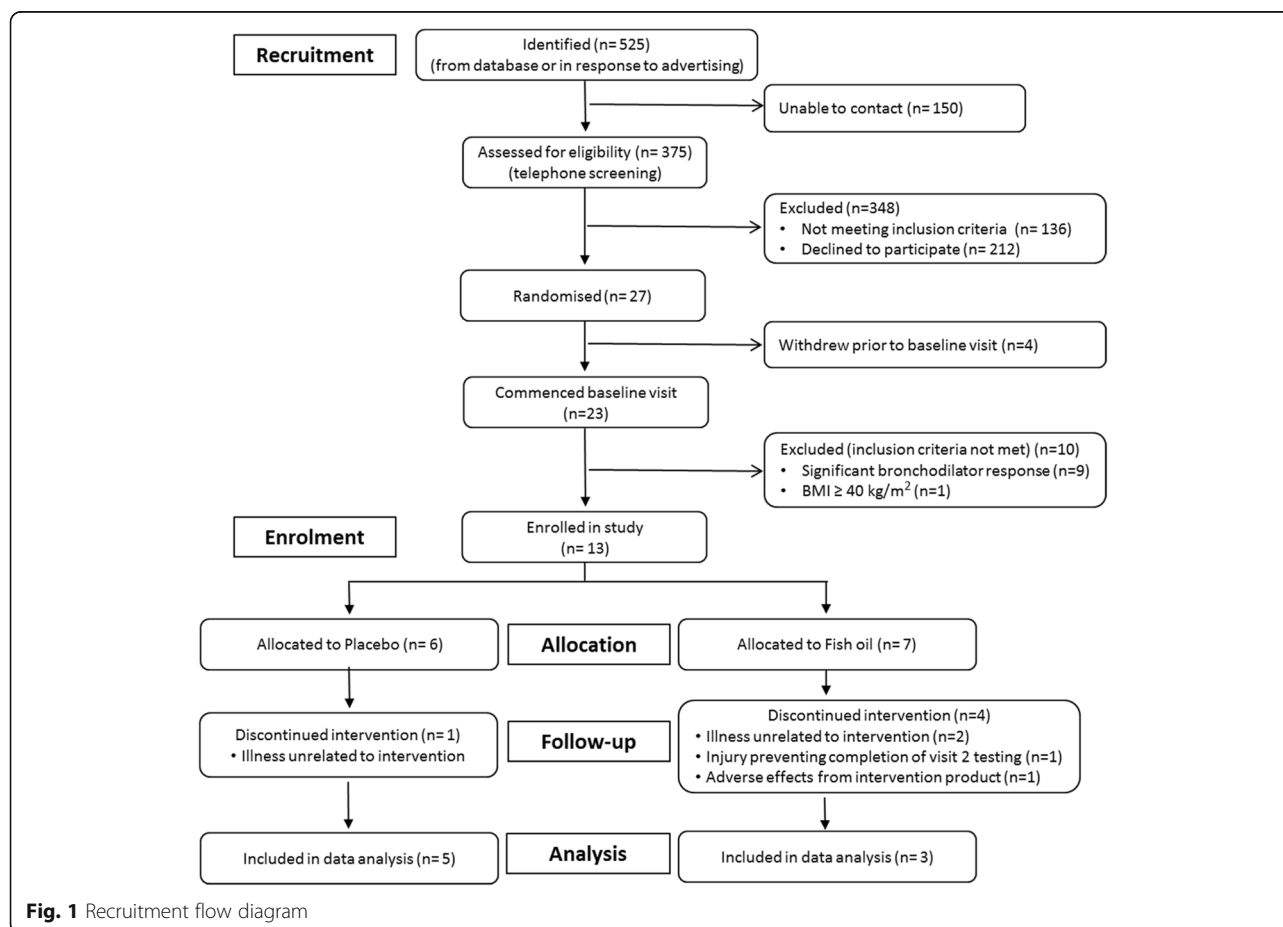 Recruitment
Identified (n= 525)
(from database or in response to advertising)
Unable to contact (n= 150)
Assessed for eligibility (n= 375)
(telephone screening)
Excluded (n=348)
• Not meeting inclusion criteria (n= 136)
• Declined to participate (n= 212)
Randomised (n= 27)
Withdrew prior to baseline visit (n=4)
Commenced baseline visit
(n=23)
Excluded (inclusion criteria not met) (n=10)
• Significant bronchodilator response (n=9)
• BMI ≥ 40 kg/m² (n=1)
Enrolment
Enrolled in study
(n= 13)
Allocated to Placebo (n= 6)
Allocation
Allocated to Fish oil (n= 7)
Discontinued intervention (n= 1)
• Illness unrelated to intervention
Follow-up
Discontinued intervention (n=4)
• Illness unrelated to intervention (n=2)
• Injury preventing completion of visit 2 testing (n=1)
• Adverse effects from intervention product (n=1)
Included in data analysis (n= 5)
Analysis
Included in data analysis (n= 3)
Fig. 1 Recruitment flow diagram